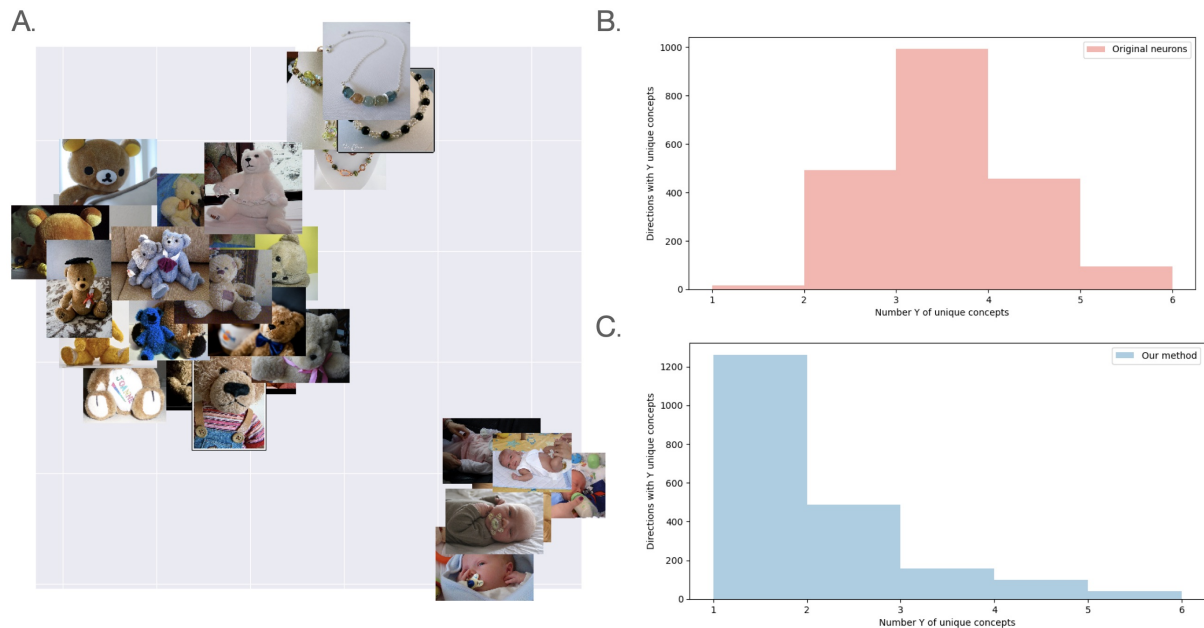 A.
B.
1000
800
600
400
200
0
Directions with Y unique concepts
Original neurons
1 2 3 4 5 6
Number Y of unique concepts
C.
1200
1000
800
600
400
200
0
Directions with Y unique concepts
Our method
1 2 3 4 5 6
Number Y of unique concepts